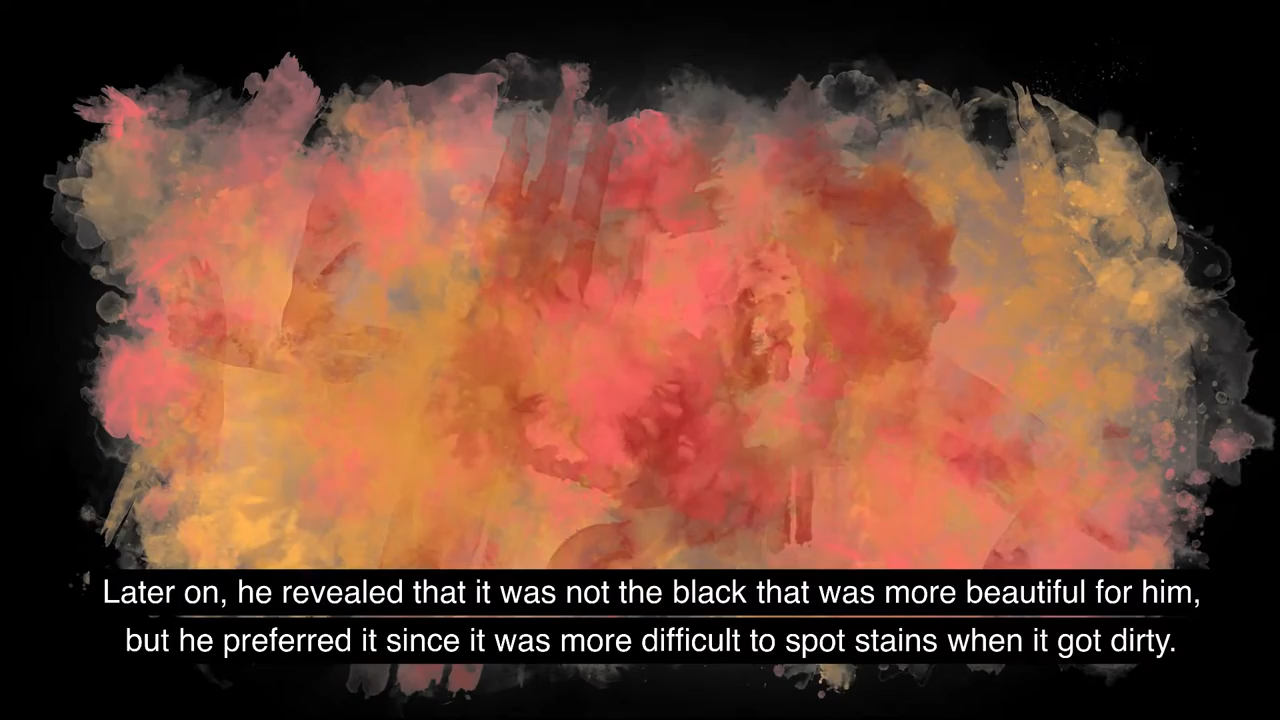 Later on, he revealed that it was not the black that was more beautiful for him,
but he preferred it since it was more difficult to spot stains when it got dirty.